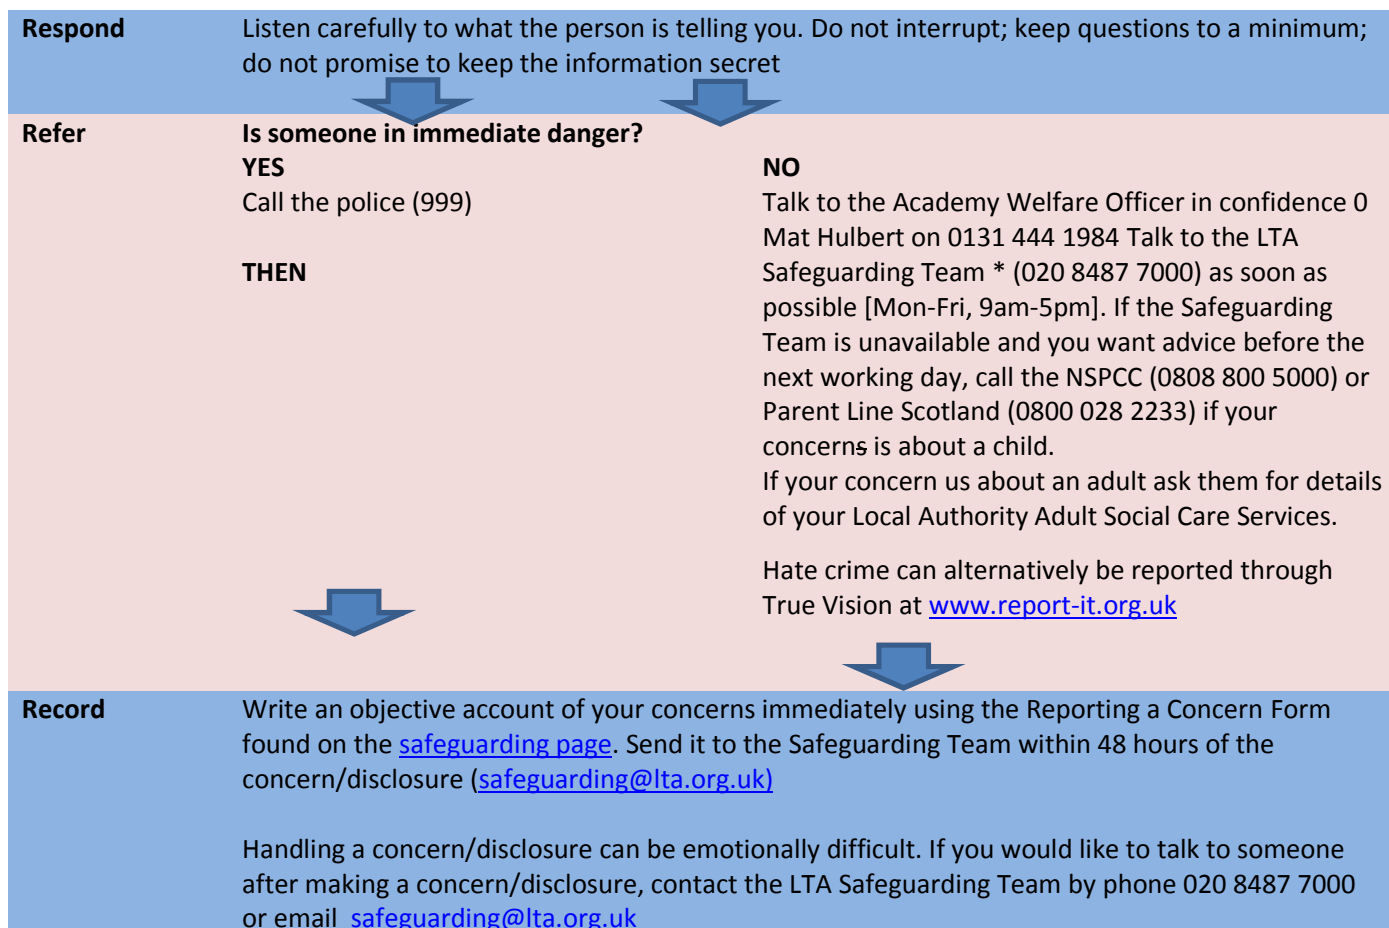 Respond
Listen carefully to what the person is telling you. Do not interrupt; keep questions to a minimum;
do not promise to keep the information secret
Refer
Is someone in immediate danger?
YES
Call the police (999)
THEN
NO
Talk to the Academy Welfare Officer in confidence 0
Mat Hulbert on 0131 444 1984 Talk to the LTA
Safeguarding Team * (020 8487 7000) as soon as
possible [Mon-Fri, 9am-5pm]. If the Safeguarding
Team is unavailable and you want advice before the
next working day, call the NSPCC (0808 800 5000) or
Parent Line Scotland (0800 028 2233) if your
concerns is about a child.
If your concern us about an adult ask them for details
of your Local Authority Adult Social Care Services.
Hate crime can alternatively be reported through
True Vision at www.report-it.org.uk
Record
Write an objective account of your concerns immediately using the Reporting a Concern Form
found on the safeguarding page. Send it to the Safeguarding Team within 48 hours of the
concern/disclosure (safeguarding@lta.org.uk)
Handling a concern/disclosure can be emotionally difficult. If you would like to talk to someone
after making a concern/disclosure, contact the LTA Safeguarding Team by phone 020 8487 7000
or email safeguarding@lta.org.uk